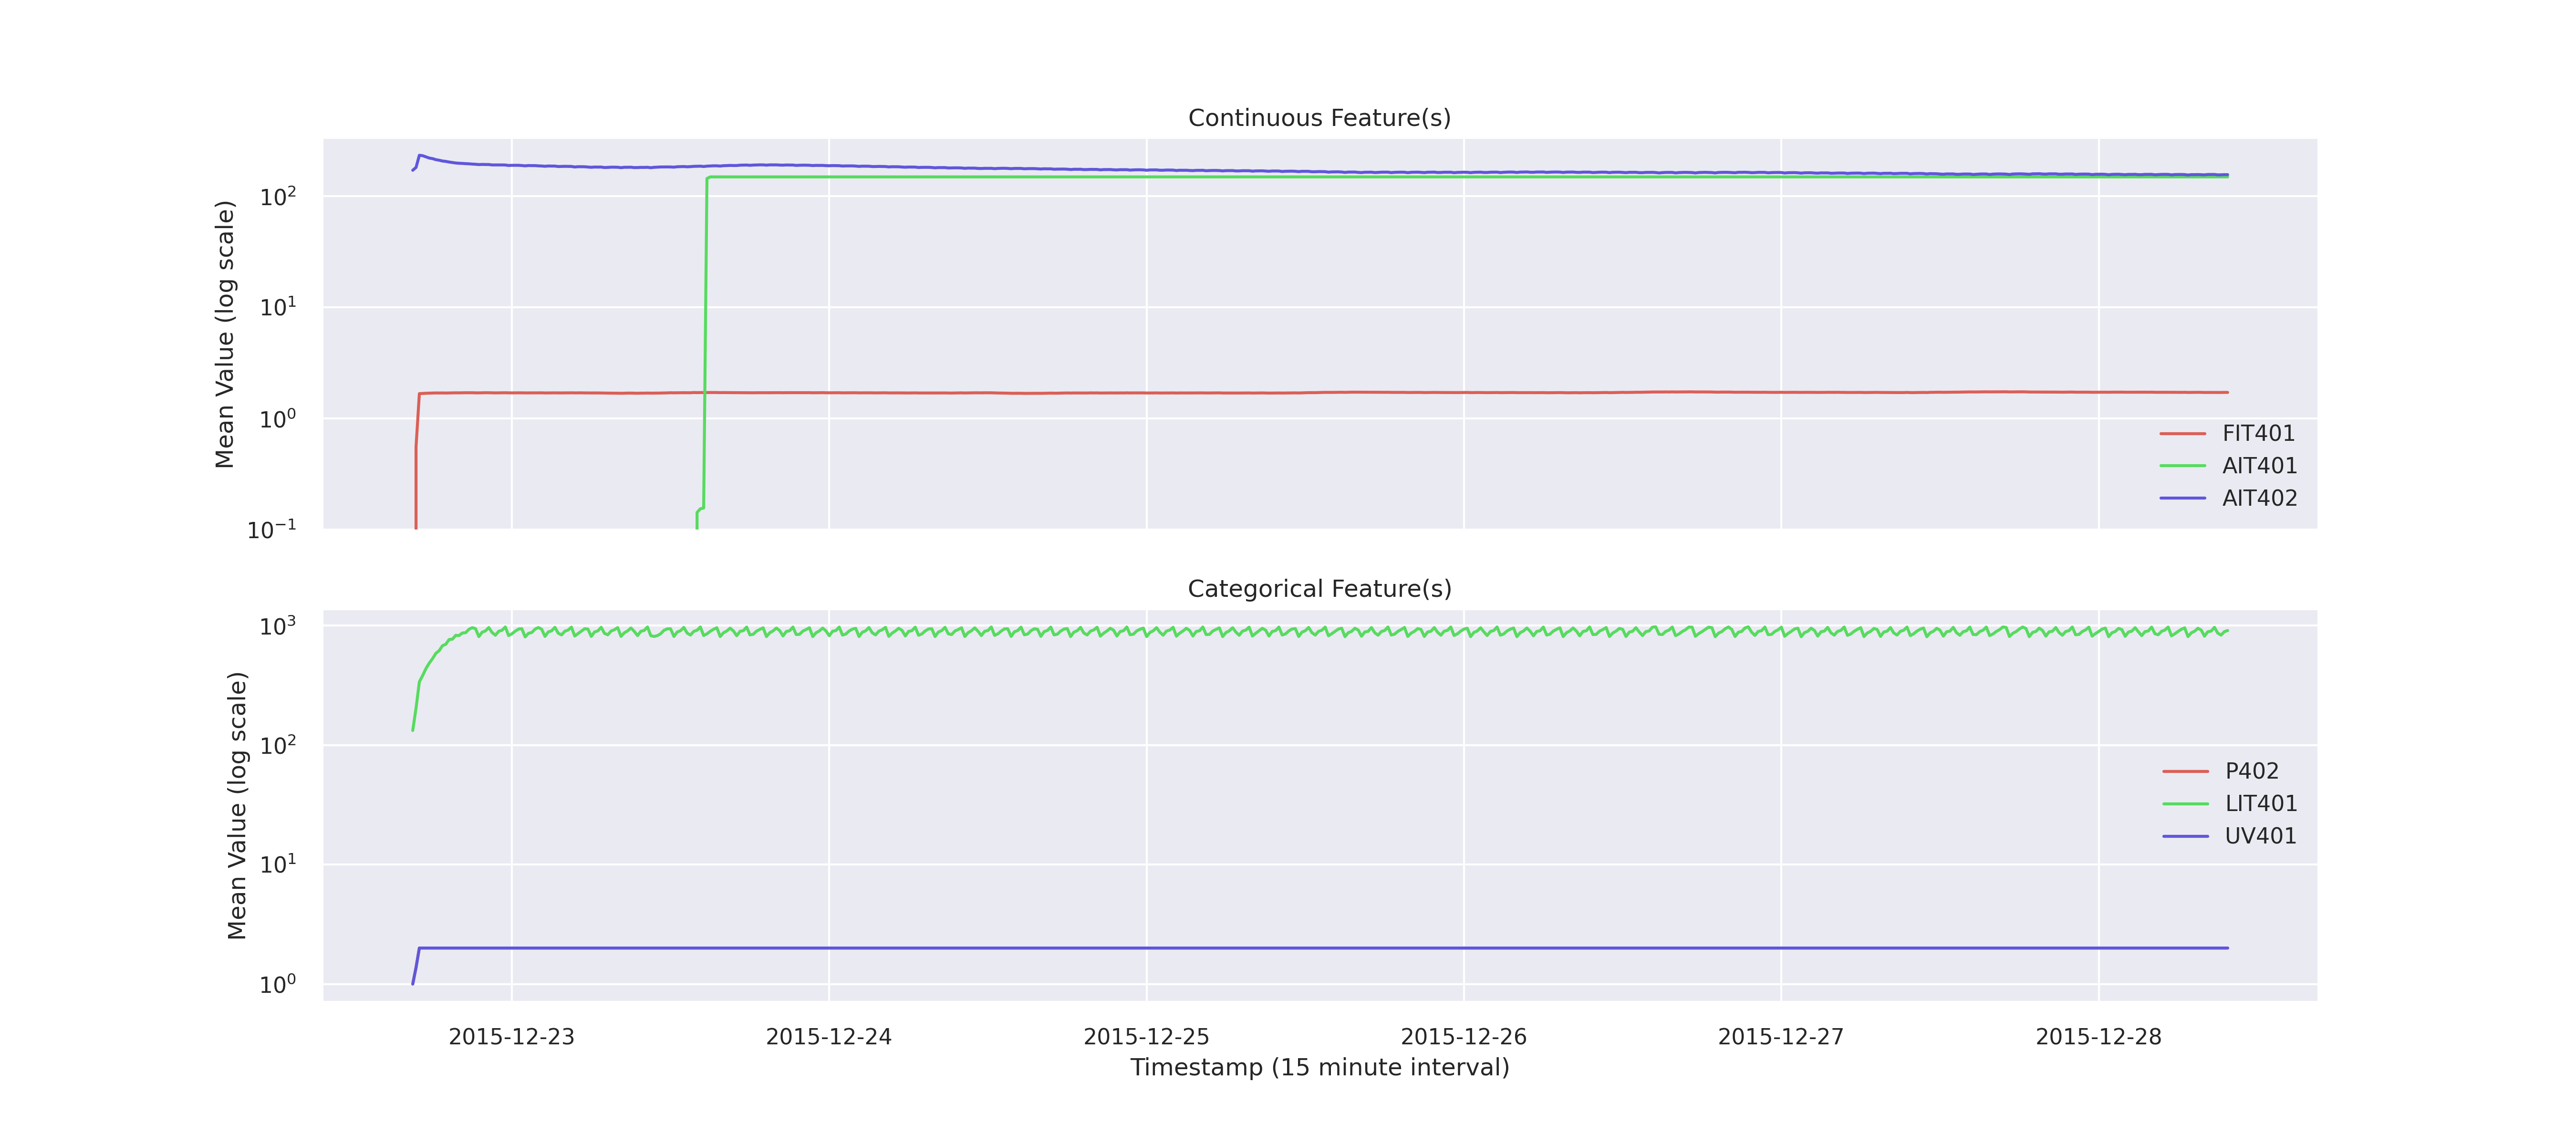 Continuous Feature(s)
Mean Value (log scale)
10²
10¹
10⁰
10⁻¹
FIT401
AIT401
AIT402
Categorical Feature(s)
Mean Value (log scale)
10³
10²
10¹
10⁰
P402
LIT401
UV401
2015-12-23 2015-12-24 2015-12-25 2015-12-26 2015-12-27 2015-12-28
Timestamp (15 minute interval)